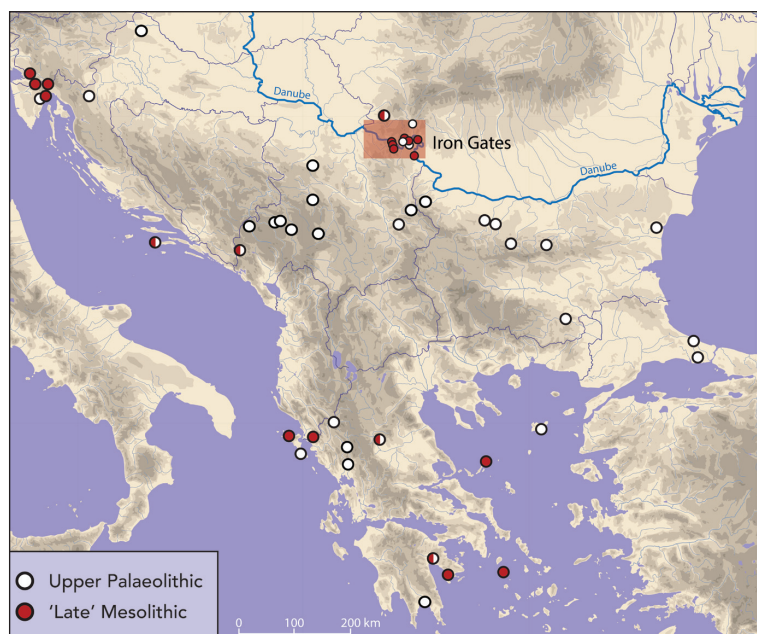 Danube
Iron Gates
Danube
Upper Palaeolithic
'Late' Mesolithic
0 100 200 km